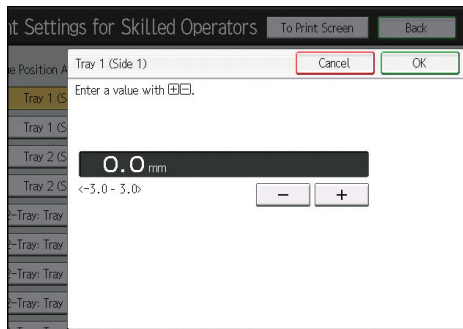 nt Settings for Skilled Operators To Print Screen Back
e Position A
Tray 1 (Side 1) Cancel OK
Enter a value with ⊞⊟.
Tray 1 (S
Tray 1 (S
Tray 2 (S
0.0 mm
Tray 2 (S
<-3.0 - 3.0>
− +
2-Tray: Tray
2-Tray: Tray
2-Tray: Tray
2-Tray: Tray